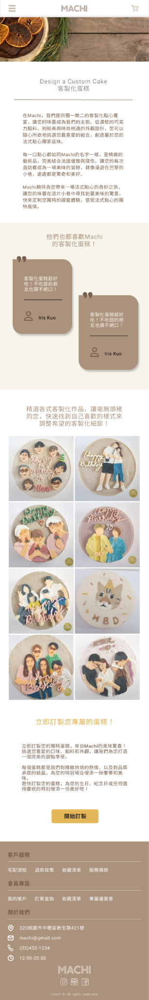 MACHI
Design a Custom Cake
客製化蛋糕
在Machi，我們提供獨一無二的客製化點心饗
宴，讓您的味蕾成為我們的主廚。從濃郁的巧克
力餡料，到經典與時尚相遇的外觀設計，您可以
隨心所欲地挑選您最喜愛的組合，創造屬於您的
法式點心獨家品味。
每一口點心都如同Machi的名字一樣，是精緻的
藝術品，完美結合法國優雅與隨性。讓您的每次
造訪都成為一場美味的冒險，就像漫遊在巴黎的
小巷，處處都是驚奇和美好。
Machi期待為您帶來一場法式點心的奇妙之旅，
讓您的味蕾在這片小巷中尋找到最美味的驚喜。
快來定制您獨特的甜蜜體驗，感受法式點心的獨
特風情。
他們也都喜歡Machi
的客製化蛋糕！
客製化蛋糕超好
吃！不吃甜的朋
友也讚不絕口！
Iris Kuo
客製化蛋糕超好
吃！不吃甜的朋
友也讚不絕口！
Iris Kuo
精選各式客製化作品，讓毫無頭緒
的您，快速找到自己喜歡的樣式來
調整希望的客製化細節！
Happy
Birthday
To
Mom
Happy
Birthday
Happy
Birthday
Happy
Birthday
JD
Happy
Birthday
HBD
Happy
Birthday
立即訂製您專屬的蛋糕！
立即訂製您的獨特蛋糕，來自Machi的美味驚喜！
挑選您喜愛的口味、餡料和外觀，讓我們為您打造
一個完美的甜點享受。
每個蛋糕都是我們對精緻烘焙的熱情，以及對品質
承諾的結晶，為您的特別場合增添一絲奢華和美
味。
趕快訂製您的蛋糕，為您的生日、紀念日或任何值
得慶祝的時刻增添一份美好吧！
開始訂製
客戶服務
宅配須知 退款政策 收藏清單 服務條款
會員專區
我的帳戶 訂單查詢 收藏清單 專屬優惠券
關於我們
320桃園市中壢區新生路421號
machi@gmail.com
(03)452-1234
12:00-20:00
MACHI
machi © All rights reserved.